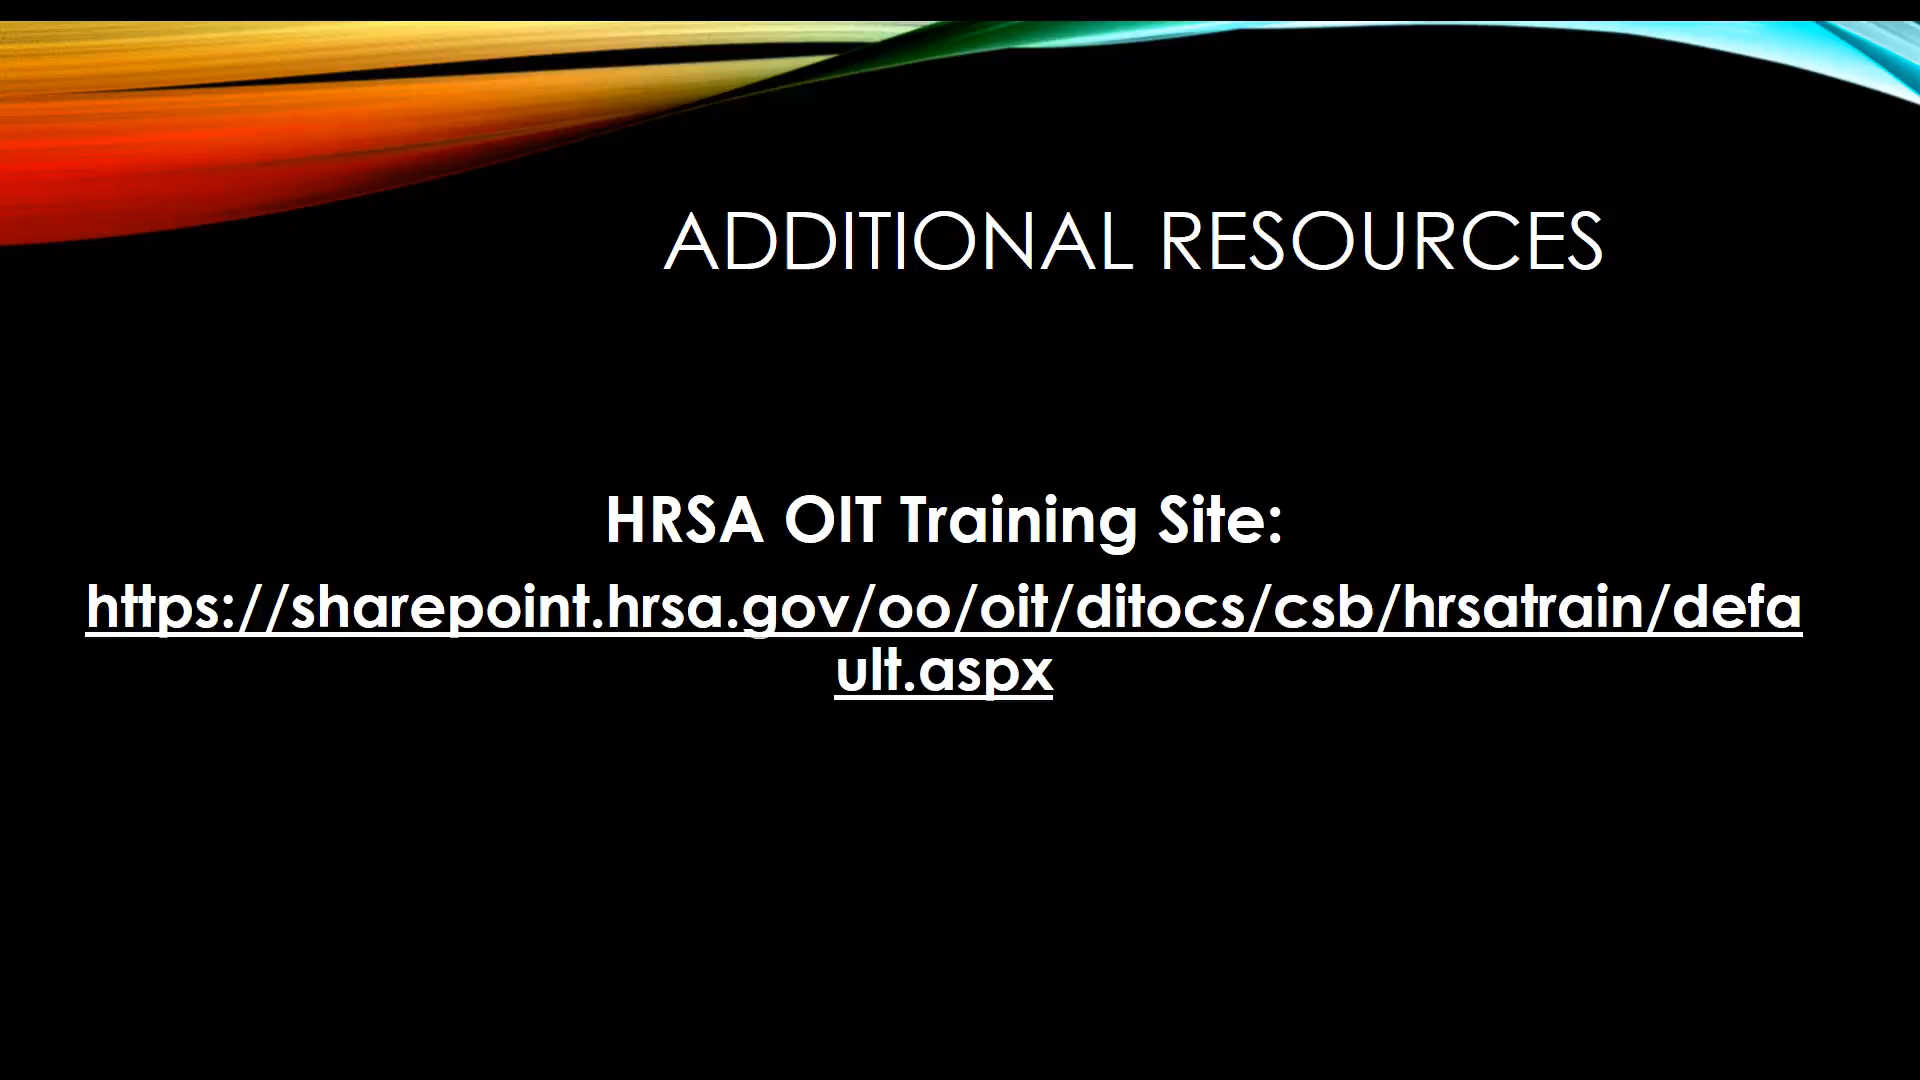 ADDITIONAL RESOURCES
HRSA OIT Training Site:
https://sharepoint.hrsa.gov/oo/oit/ditocs/csb/hrsatrain/defa
ult.aspx